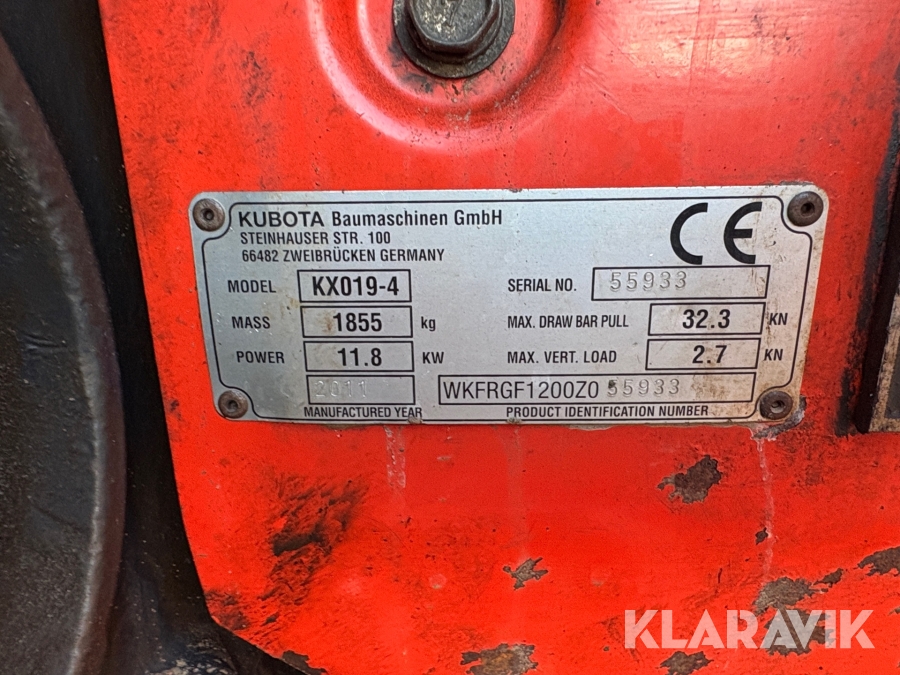 KUBOTA Baumaschinen GmbH
STEINHAUSER STR. 100
66482 ZWEIBRÜCKEN GERMANY
CE
MODEL KX019-4 SERIAL NO. 55933
MASS 1855 kg MAX. DRAW BAR PULL 32.3 KN
POWER 11.8 KW MAX. VERT. LOAD 2.7 KN
2011 WKFRGF1200Z055933
MANUFACTURED YEAR PRODUCT IDENTIFICATION NUMBER
KLARAVIK